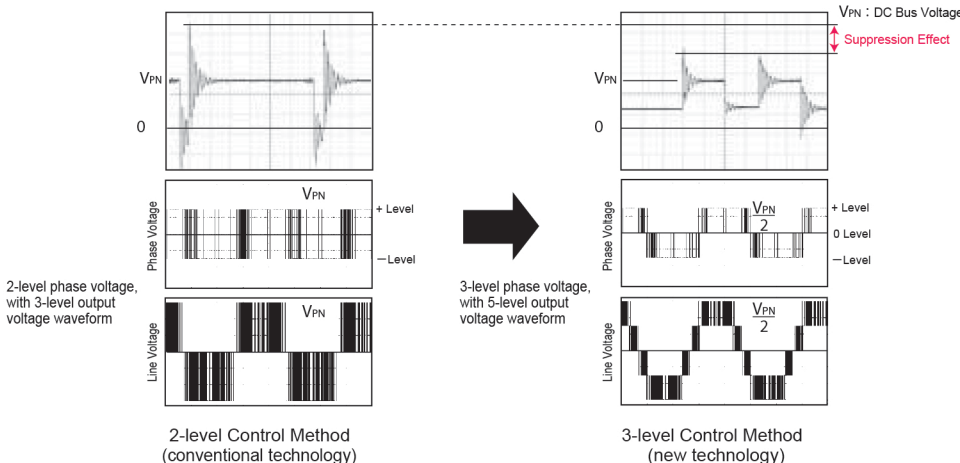 VPN : DC Bus Voltage
Suppression Effect
VPN
0
VPN
0
Phase Voltage
VPN
+ Level
—Level
Phase Voltage
VPN
2
+ Level
0 Level
—Level
2-level phase voltage,
with 3-level output
voltage waveform
Line Voltage
VPN
3-level phase voltage,
with 5-level output
voltage waveform
Line Voltage
VPN
2
2-level Control Method
(conventional technology)
3-level Control Method
(new technology)